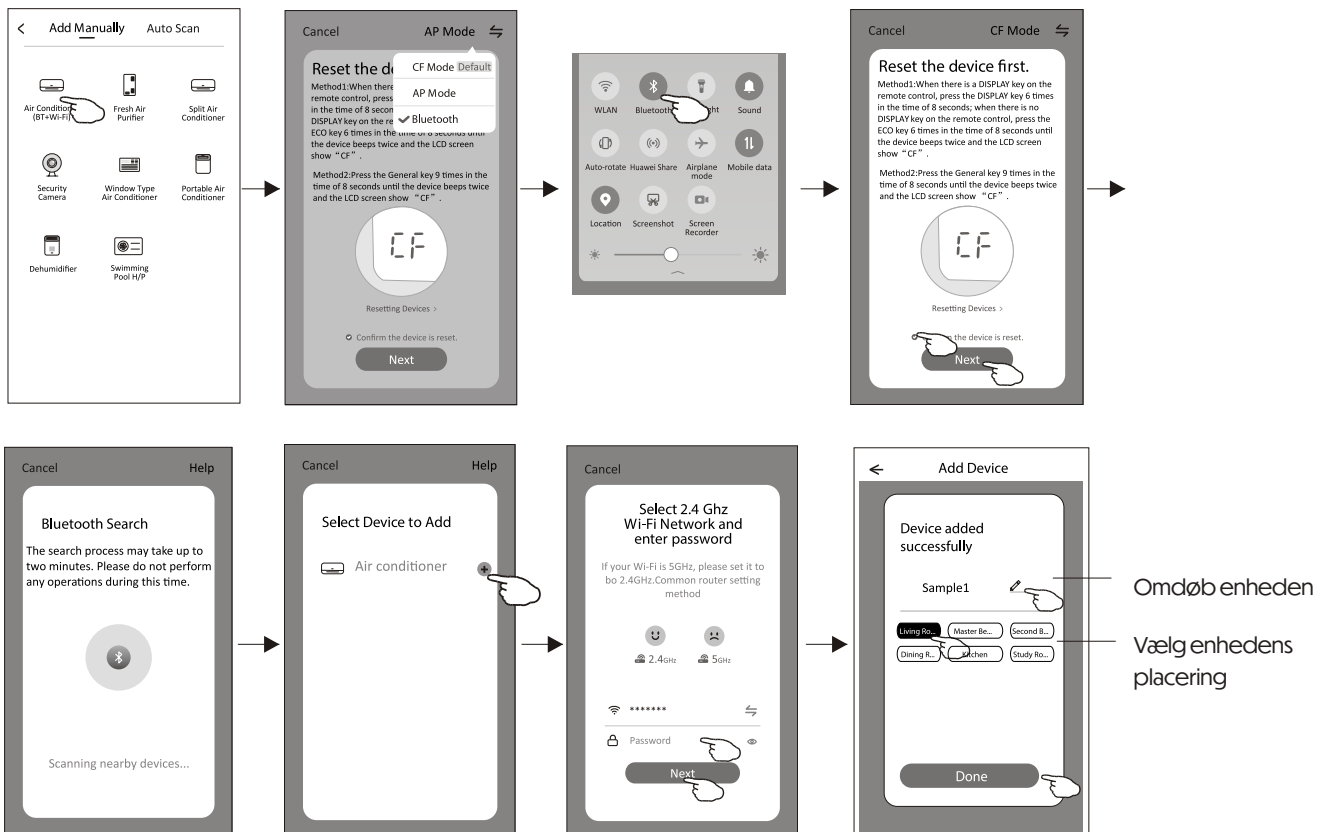 Add Manually Auto Scan
Air Condition
(BT+Wi-Fi)
Fresh Air
Purifier
Split Air
Conditioner
Security
Camera
Window Type
Air Conditioner
Portable Air
Conditioner
Dehumidifier
Swimming
Pool H/P
Cancel AP Mode
CF Mode Default
AP Mode
Bluetooth
Reset the de
Method1:When there
remote control, press
in the time of 8 secon
DISPLAY key on the re
ECO key 6 times in the time of 8 seconds until
the device beeps twice and the LCD screen
show “CF” .
Method2:Press the General key 9 times in the
time of 8 seconds until the device beeps twice
and the LCD screen show “CF” .
CF
Resetting Devices >
Confirm the device is reset.
Next
WLAN
Bluetooth
ght
Sound
Auto-rotate
Huawei Share
Airplane
mode
Mobile data
Location
Screenshot
Screen
Recorder
Cancel CF Mode
Reset the device first.
Method1:When there is a DISPLAY key on the
remote control, press the DISPLAY key 6 times
in the time of 8 seconds; when there is no
DISPLAY key on the remote control, press the
ECO key 6 times in the time of 8 seconds until
the device beeps twice and the LCD screen
show “CF” .
Method2:Press the General key 9 times in the
time of 8 seconds until the device beeps twice
and the LCD screen show “CF” .
CF
Resetting Devices >
the device is reset.
Next
Cancel Help
Bluetooth Search
The search process may take up to
two minutes. Please do not perform
any operations during this time.
Scanning nearby devices...
Cancel Help
Select Device to Add
Air conditioner
Cancel
Select 2.4 Ghz
Wi-Fi Network and
enter password
If your Wi-Fi is 5GHz, please set it to
bo 2.4GHz.Common router setting
method
2.4GHz 5GHz
*******
Password
Next
Add Device
Device added
successfully
Sample1
Living Ro... Master Be... Second B...
Dining R... Kitchen Study Ro...
Done
Omdøb enheden
Vælg enhedens
placering